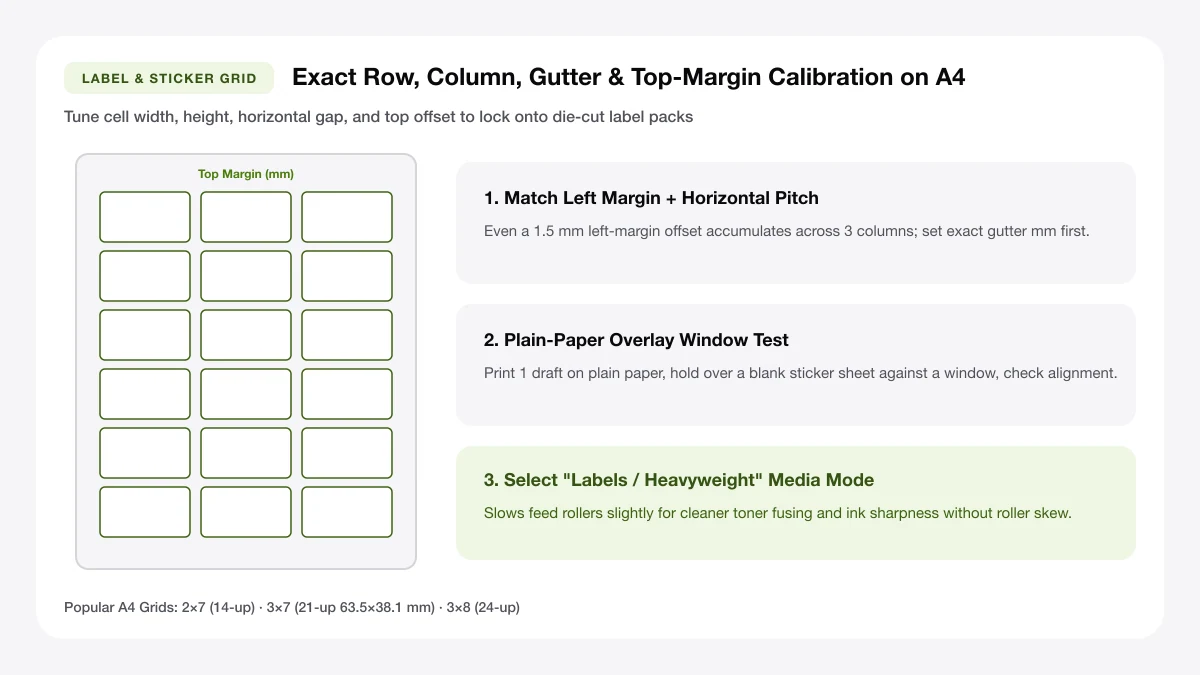 LABEL & STICKER GRID
Exact Row, Column, Gutter & Top-Margin Calibration on A4
Tune cell width, height, horizontal gap, and top offset to lock onto die-cut label packs
Top Margin (mm)
1. Match Left Margin + Horizontal Pitch
Even a 1.5 mm left-margin offset accumulates across 3 columns; set exact gutter mm first.
2. Plain-Paper Overlay Window Test
Print 1 draft on plain paper, hold over a blank sticker sheet against a window, check alignment.
3. Select "Labels / Heavyweight" Media Mode
Slows feed rollers slightly for cleaner toner fusing and ink sharpness without roller skew.
Popular A4 Grids: 2×7 (14-up) · 3×7 (21-up 63.5×38.1 mm) · 3×8 (24-up)